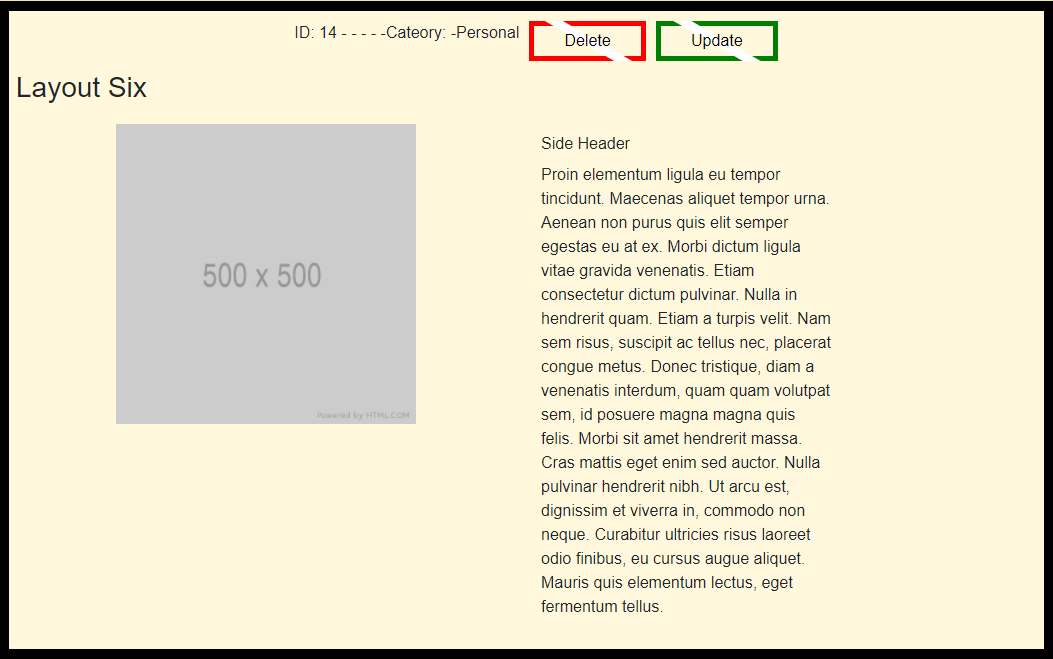 ID: 14 - - - - -Cateory: -Personal Delete Update
Layout Six
500 x 500
Powered by HTML.COM
Side Header
Proin elementum ligula eu tempor
tincidunt. Maecenas aliquet tempor urna.
Aenean non purus quis elit semper
egestas eu at ex. Morbi dictum ligula
vitae gravida venenatis. Etiam
consectetur dictum pulvinar. Nulla in
hendrerit quam. Etiam a turpis velit. Nam
sem risus, suscipit ac tellus nec, placerat
congue metus. Donec tristique, diam a
venenatis interdum, quam quam volutpat
sem, id posuere magna magna quis
felis. Morbi sit amet hendrerit massa.
Cras mattis eget enim sed auctor. Nulla
pulvinar hendrerit nibh. Ut arcu est,
dignissim et viverra in, commodo non
neque. Curabitur ultricies risus laoreet
odio finibus, eu cursus augue aliquet.
Mauris quis elementum lectus, eget
fermentum tellus.